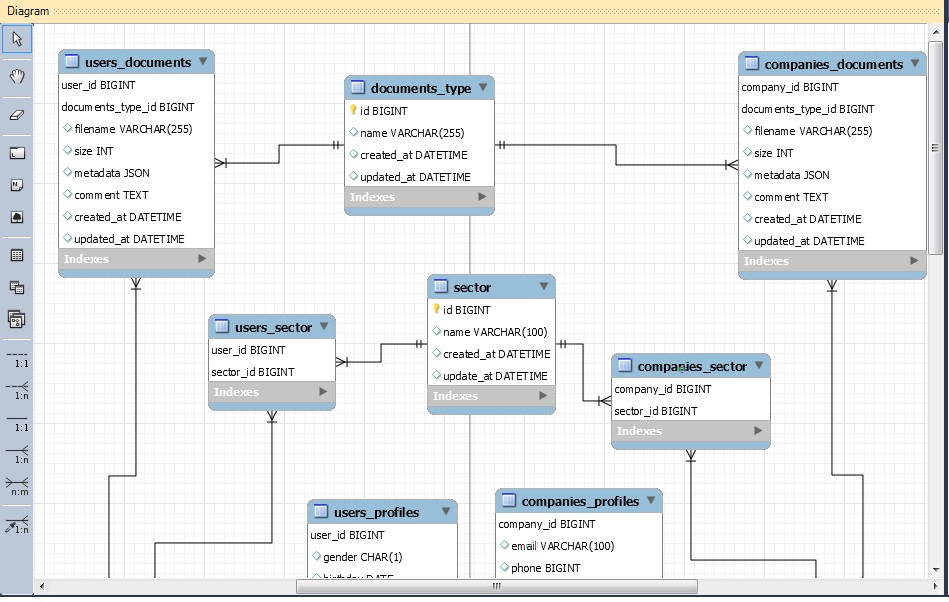 Diagram
users_documents
user_id BIGINT
documents_type_id BIGINT
filename VARCHAR(255)
size INT
metadata JSON
comment TEXT
created_at DATETIME
updated_at DATETIME
Indexes
documents_type
id BIGINT
name VARCHAR(255)
created_at DATETIME
updated_at DATETIME
Indexes
companies_documents
company_id BIGINT
documents_type_id BIGINT
filename VARCHAR(255)
size INT
metadata JSON
comment TEXT
created_at DATETIME
updated_at DATETIME
Indexes
users_sector
user_id BIGINT
sector_id BIGINT
Indexes
sector
id BIGINT
name VARCHAR(100)
created_at DATETIME
update_at DATETIME
Indexes
companies_sector
company_id BIGINT
sector_id BIGINT
Indexes
users_profiles
user_id BIGINT
gender CHAR(1)
birthday DATE
companies_profiles
company_id BIGINT
email VARCHAR(100)
phone BIGINT
1:1
1:n
1:1
1:n
n:m
1:n